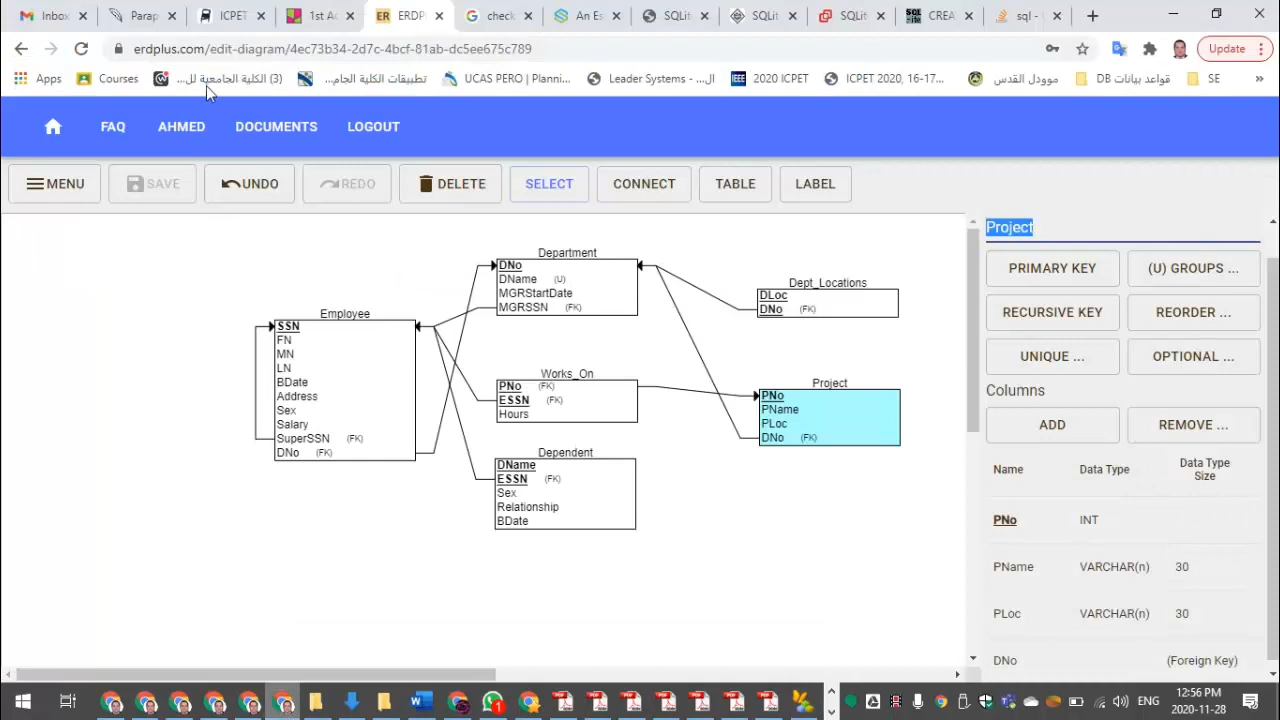 Inbox
Parap
ICPET
1st Ac
ERDP
check
An Es
SQLit
SQLit
SQLit
CREA
sql -
erdplus.com/edit-diagram/4ec73b34-2d7c-4bcf-81ab-dc5ee675c789
Update
Apps
Courses
(3) الكلية الجامعية لل...
تطبيقات الكلية الجام...
UCAS PERO | Planni...
Leader Systems - ...ال
2020 ICPET
ICPET 2020, 16-17...
موودل القدس
قواعد بيانات DB
SE
»
FAQ
AHMED
DOCUMENTS
LOGOUT
MENU
SAVE
UNDO
REDO
DELETE
SELECT
CONNECT
TABLE
LABEL
Employee
SSN
FN
MN
LN
BDate
Address
Sex
Salary
SuperSSN (FK)
DNo (FK)
Department
DNo
DName (U)
MGRStartDate
MGRSSN (FK)
Works_On
PNo (FK)
ESSN (FK)
Hours
Dependent
DName
ESSN (FK)
Sex
Relationship
BDate
Dept_Locations
DLoc
DNo (FK)
Project
PNo
PName
PLoc
DNo (FK)
Project
PRIMARY KEY
(U) GROUPS ...
RECURSIVE KEY
REORDER ...
UNIQUE ...
OPTIONAL ...
Columns
ADD
REMOVE ...
Name Data Type Data Type
Size
PNo INT
PName VARCHAR(n) 30
PLoc VARCHAR(n) 30
DNo (Foreign Key)
ENG
12:56 PM
2020-11-28